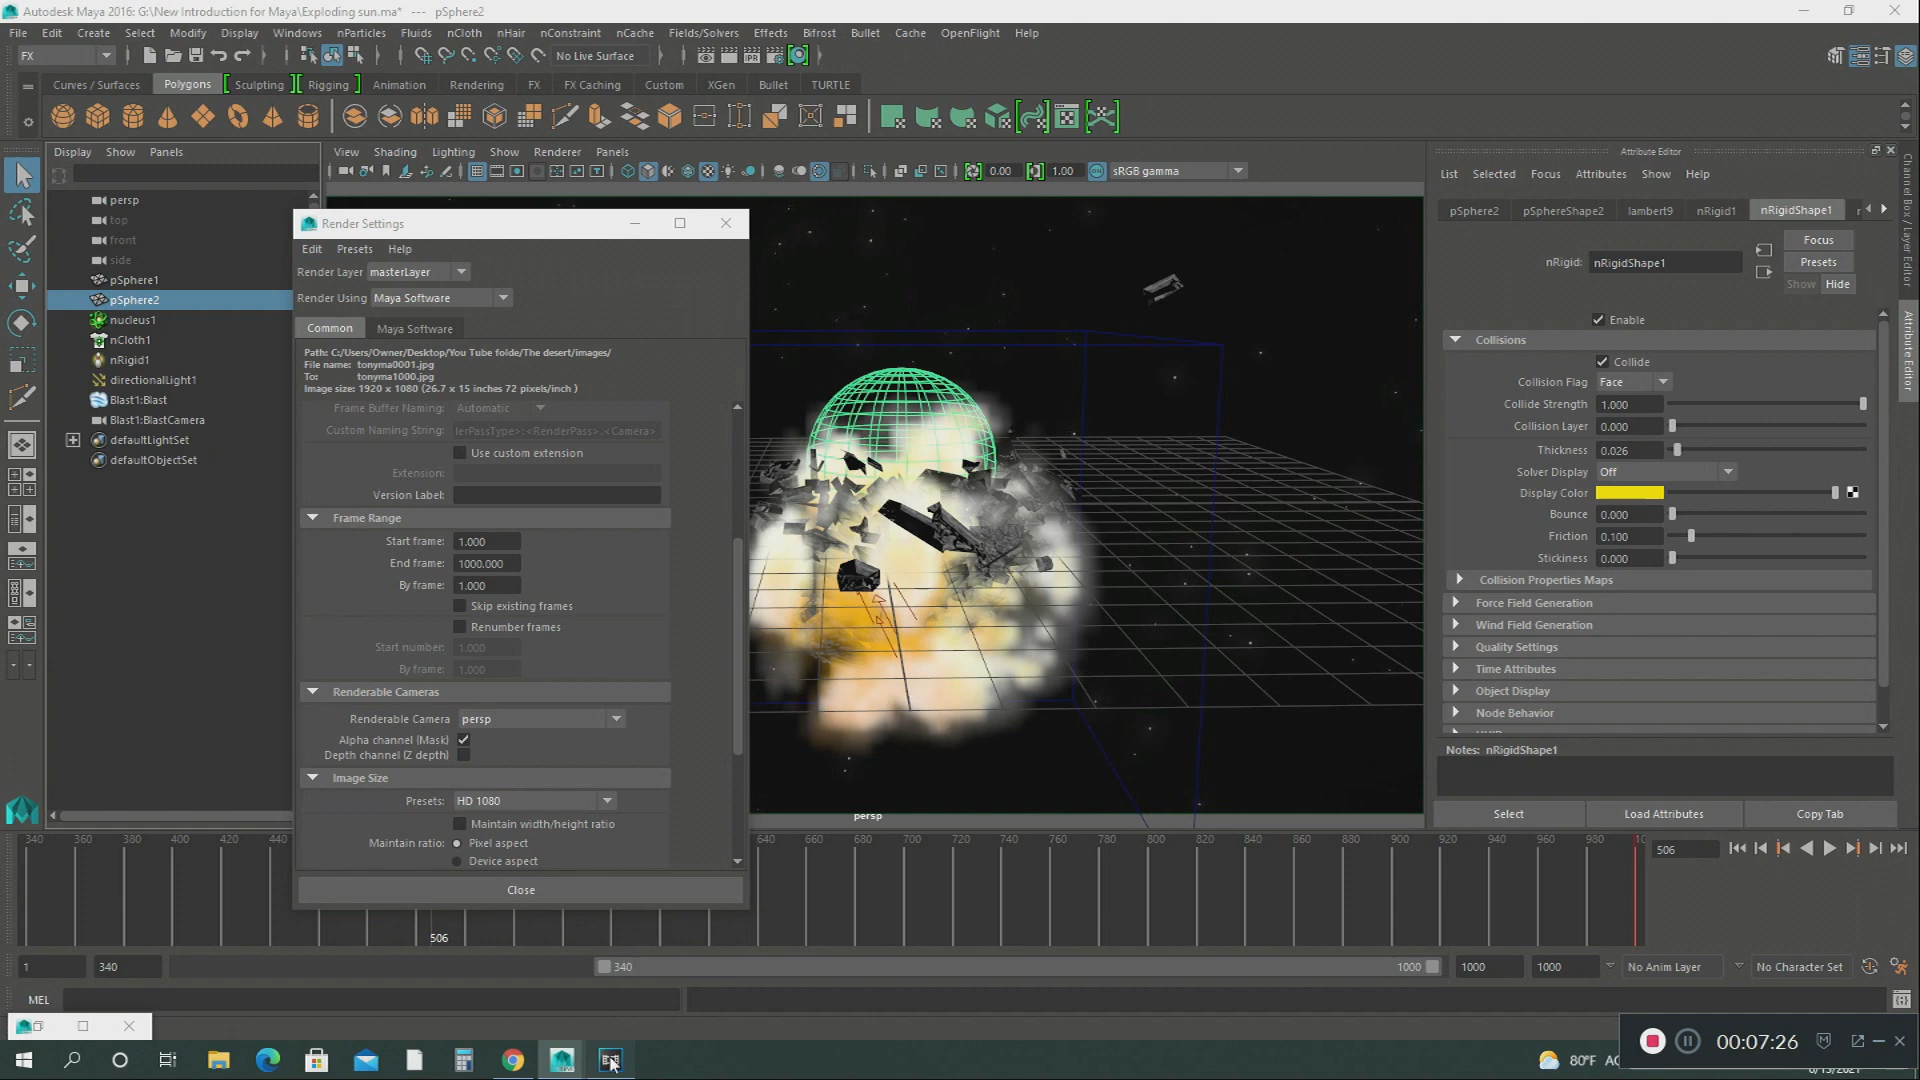 Autodesk Maya 2016: G:\New Introduction for Maya\Exploding sun.ma* --- pSphere2
File Edit Create Select Modify Display Windows nParticles Fluids nCloth nHair nConstraint nCache Fields/Solvers Effects Bifrost Bullet Cache OpenFlight Help
FX
No Live Surface
Curves / Surfaces Polygons Sculpting Rigging Animation Rendering FX FX Caching Custom XGen Bullet TURTLE
Display Show Panels
View Shading Lighting Show Renderer Panels
0.00 1.00 sRGB gamma
persp
top
front
side
pSphere1
pSphere2
nucleus1
nCloth1
nRigid1
directionalLight1
Blast1:Blast
Blast1:BlastCamera
defaultLightSet
defaultObjectSet
Render Settings
Edit Presets Help
Render Layer masterLayer
Render Using Maya Software
Common Maya Software
Path: C:/Users/Owner/Desktop/You Tube folde/The desert/images/
File name: tonyma0001.jpg
To: tonyma1000.jpg
Image size: 1920 x 1080 (26.7 x 15 inches 72 pixels/inch )
Frame Buffer Naming: Automatic
Custom Naming String: lerPassType>:<RenderPass>.<Camera>
Use custom extension
Extension:
Version Label:
Frame Range
Start frame: 1.000
End frame: 1000.000
By frame: 1.000
Skip existing frames
Renumber frames
Start number: 1.000
By frame: 1.000
Renderable Cameras
Renderable Camera persp
Alpha channel (Mask)
Depth channel (Z depth)
Image Size
Presets: HD 1080
Maintain width/height ratio
Maintain ratio: Pixel aspect
Device aspect
Close
persp
Attribute Editor
List Selected Focus Attributes Show Help
pSphere2 pSphereShape2 lambert9 nRigid1 nRigidShape1
Focus
nRigid: nRigidShape1
Presets
Show Hide
Enable
Collisions
Collide
Collision Flag Face
Collide Strength 1.000
Collision Layer 0.000
Thickness 0.026
Solver Display Off
Display Color
Bounce 0.000
Friction 0.100
Stickiness 0.000
Collision Properties Maps
Force Field Generation
Wind Field Generation
Quality Settings
Time Attributes
Object Display
Node Behavior
Notes: nRigidShape1
Select Load Attributes Copy Tab
Channel Box / Layer Editor
Attribute Editor
340 360 380 400 420 440 640 660 680 700 720 740 760 780 800 820 840 860 880 900 920 940 960 980 10
506
506
1 340 340 1000 1000 1000 No Anim Layer No Character Set
MEL
00:07:26
80°F